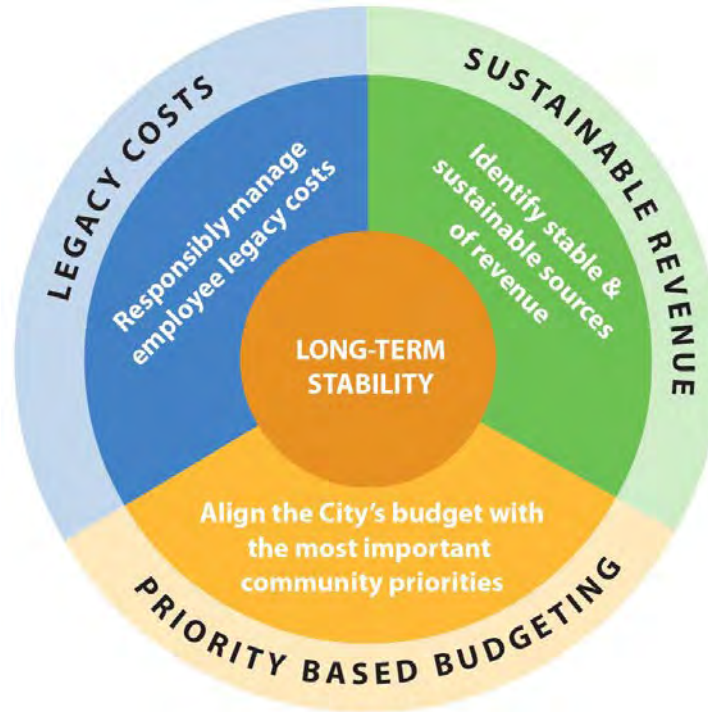 LEGACY COSTS
SUSTAINABLE REVENUE
Responsibly manage
employee legacy costs
Identify stable &
sustainable sources
of revenue
LONG-TERM
STABILITY
Align the City's budget with
the most important
community priorities
PRIORITY BASED BUDGETING